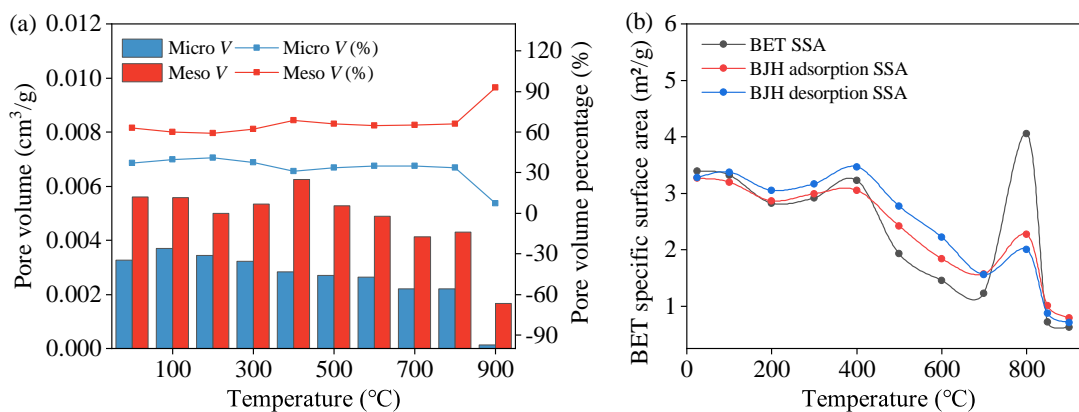 (a)
Micro V
Meso V
Micro V (%)
Meso V (%)
Pore volume (cm³/g)
0.012
0.010
0.008
0.006
0.004
0.002
0.000
100
300
500
700
900
Temperature (℃)
120
90
60
30
0
-30
-60
-90
Pore volume percentage (%)
(b)
BET SSA
BJH adsorption SSA
BJH desorption SSA
BET specific surface area (m²/g)
6
5
4
3
2
1
0
200
400
600
800
Temperature (℃)